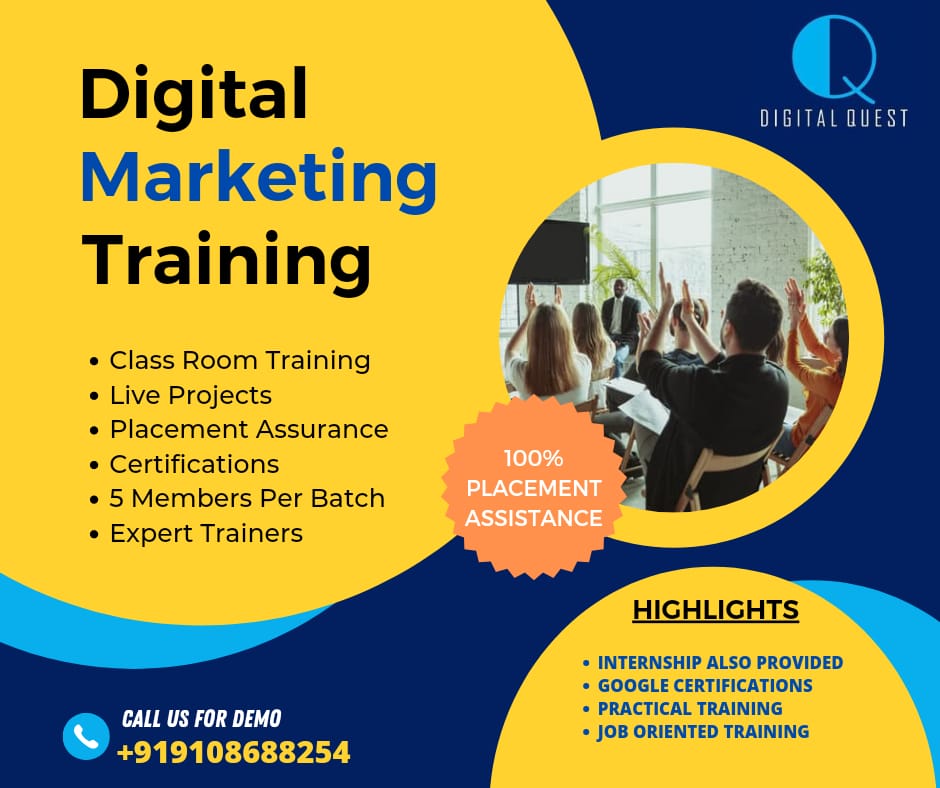 Digital
Marketing
Training
DIGITAL QUEST
• Class Room Training
• Live Projects
• Placement Assurance
• Certifications
• 5 Members Per Batch
• Expert Trainers
100%
PLACEMENT
ASSISTANCE
HIGHLIGHTS
• INTERNSHIP ALSO PROVIDED
• GOOGLE CERTIFICATIONS
• PRACTICAL TRAINING
• JOB ORIENTED TRAINING
CALL US FOR DEMO
+919108688254